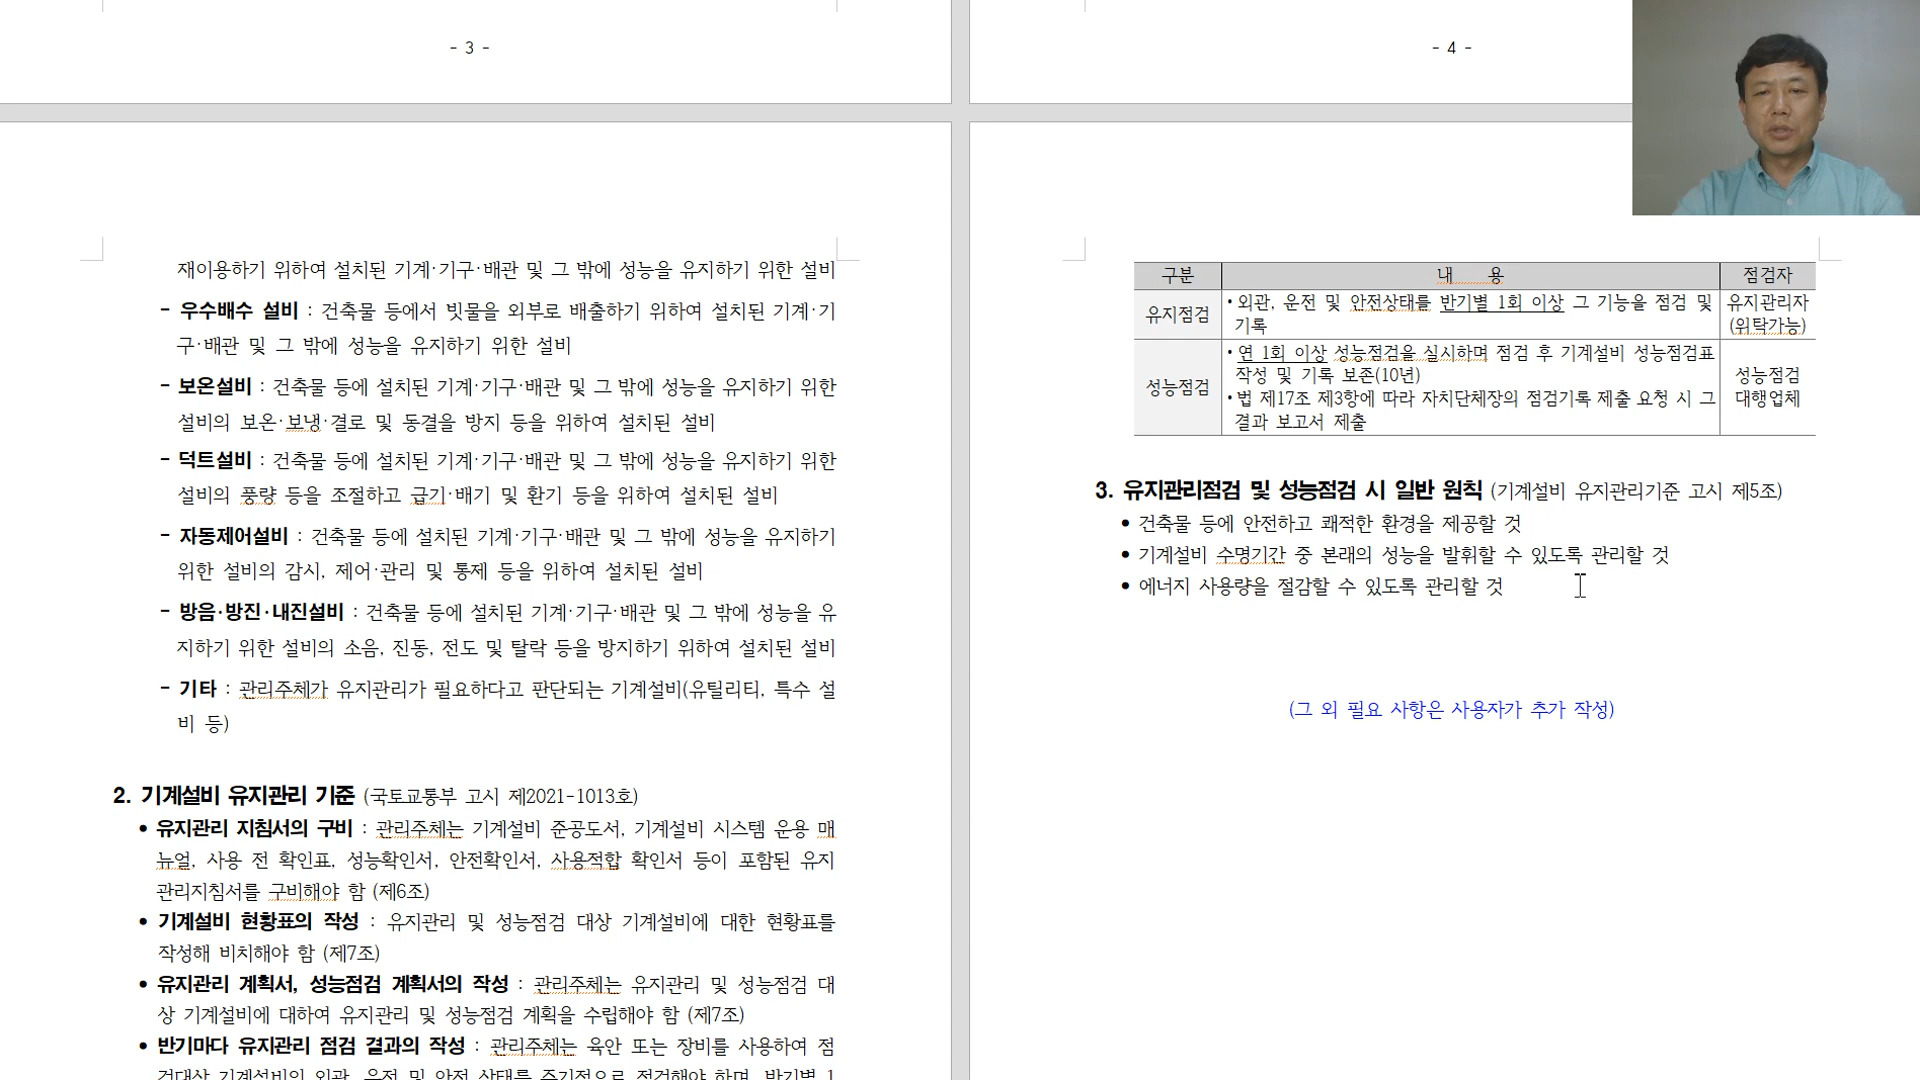 - 3 -
- 4 -
재이용하기 위하여 설치된 기계·기구·배관 및 그 밖에 성능을 유지하기 위한 설비
- 우수배수 설비 : 건축물 등에서 빗물을 외부로 배출하기 위하여 설치된 기계·기
구·배관 및 그 밖에 성능을 유지하기 위한 설비
- 보온설비 : 건축물 등에 설치된 기계·기구·배관 및 그 밖에 성능을 유지하기 위한
설비의 보온·보냉·결로 및 동결을 방지 등을 위하여 설치된 설비
- 덕트설비 : 건축물 등에 설치된 기계·기구·배관 및 그 밖에 성능을 유지하기 위한
설비의 풍량 등을 조절하고 급기·배기 및 환기 등을 위하여 설치된 설비
- 자동제어설비 : 건축물 등에 설치된 기계·기구·배관 및 그 밖에 성능을 유지하기
위한 설비의 감시, 제어·관리 및 통제 등을 위하여 설치된 설비
- 방음·방진·내진설비 : 건축물 등에 설치된 기계·기구·배관 및 그 밖에 성능을 유
지하기 위한 설비의 소음, 진동, 전도 및 탈락 등을 방지하기 위하여 설치된 설비
- 기타 : 관리주체가 유지관리가 필요하다고 판단되는 기계설비(유틸리티, 특수 설
비 등)
2. 기계설비 유지관리 기준 (국토교통부 고시 제2021-1013호)
• 유지관리 지침서의 구비 : 관리주체는 기계설비 준공도서, 기계설비 시스템 운용 매
뉴얼, 사용 전 확인표, 성능확인서, 안전확인서, 사용적합 확인서 등이 포함된 유지
관리지침서를 구비해야 함 (제6조)
• 기계설비 현황표의 작성 : 유지관리 및 성능점검 대상 기계설비에 대한 현황표를
작성해 비치해야 함 (제7조)
• 유지관리 계획서, 성능점검 계획서의 작성 : 관리주체는 유지관리 및 성능점검 대
상 기계설비에 대하여 유지관리 및 성능점검 계획을 수립해야 함 (제7조)
• 반기마다 유지관리 점검 결과의 작성 : 관리주체는 육안 또는 장비를 사용하여 점
검대상 기계설비의 외관, 운전 및 안전 상태를 주기적으로 점검해야 하며, 반기별 1
구분 내 용 점검자
유지점검 • 외관, 운전 및 안전상태를 반기별 1회 이상 그 기능을 점검 및 유지관리자
기록 (위탁가능)
• 연 1회 이상 성능점검을 실시하며 점검 후 기계설비 성능점검표
작성 및 기록 보존(10년)
성능점검 성능점검
• 법 제17조 제3항에 따라 자치단체장의 점검기록 제출 요청 시 그 대행업체
결과 보고서 제출
3. 유지관리점검 및 성능점검 시 일반 원칙 (기계설비 유지관리기준 고시 제5조)
• 건축물 등에 안전하고 쾌적한 환경을 제공할 것
• 기계설비 수명기간 중 본래의 성능을 발휘할 수 있도록 관리할 것
• 에너지 사용량을 절감할 수 있도록 관리할 것
(그 외 필요 사항은 사용자가 추가 작성)